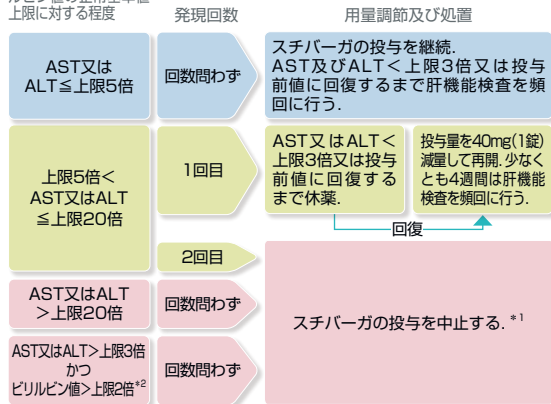 上限に対する程度
発現回数
用量調節及び処置
AST又は
ALT≦上限5倍
回数問わず
スチバーガの投与を継続.
AST及びALT＜上限3倍又は投与
前値に回復するまで肝機能検査を頻
回に行う.
上限5倍＜
AST又はALT
≦上限20倍
1回目
AST又はALT＜
上限3倍又は投与
前値に回復する
まで休薬.
投与量を40mg(1錠)
減量して再開.少なく
とも4週間は肝機能
検査を頻回に行う.
回復
2回目
AST又はALT
＞上限20倍
回数問わず
スチバーガの投与を中止する.*1
AST又はALT＞上限3倍
かつ
ビリルビン値＞上限2倍*2
回数問わず